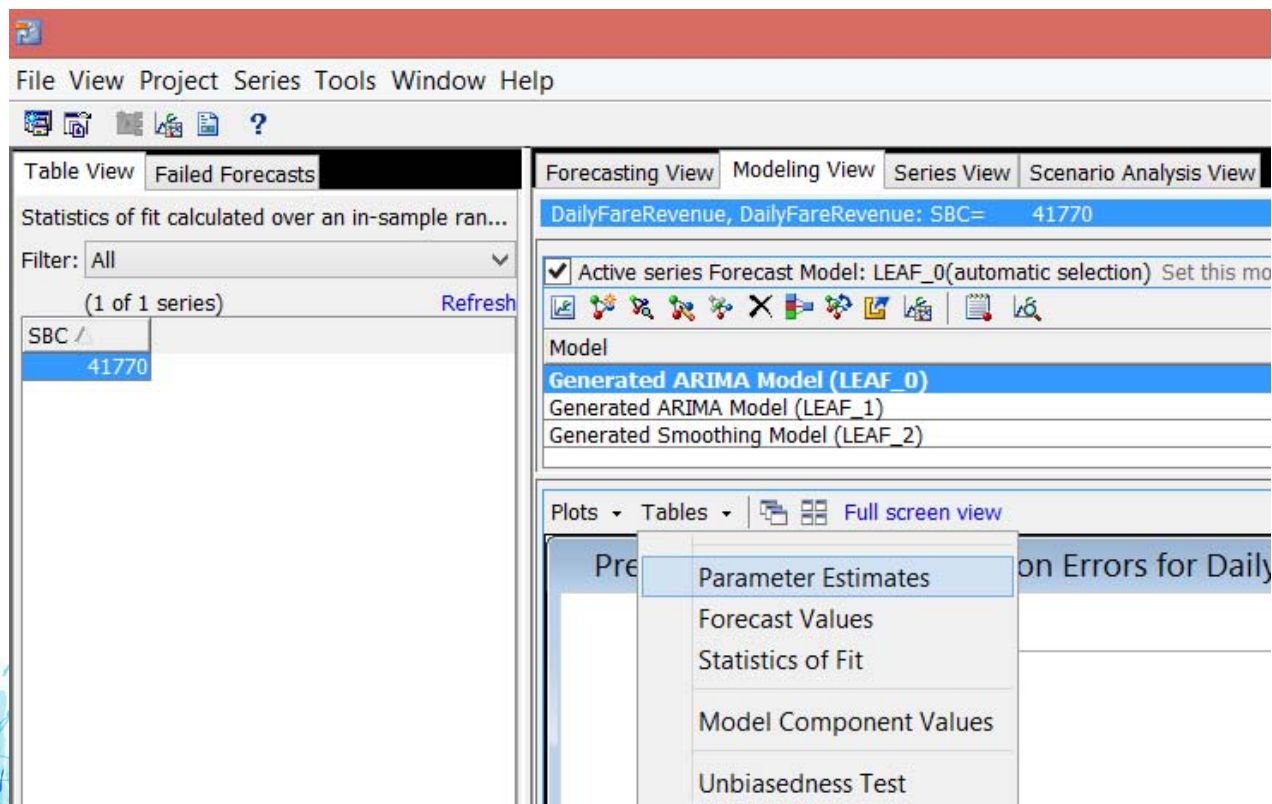 File View Project Series Tools Window Help
?
Table View Failed Forecasts
Statistics of fit calculated over an in-sample ran...
Filter: All
(1 of 1 series) Refresh
SBC
41770
Forecasting View Modeling View Series View Scenario Analysis View
DailyFareRevenue, DailyFareRevenue: SBC= 41770
Active series Forecast Model: LEAF_0(automatic selection) Set this mo
Model
Generated ARIMA Model (LEAF_0)
Generated ARIMA Model (LEAF_1)
Generated Smoothing Model (LEAF_2)
Plots Tables Full screen view
Pre on Errors for Daily
Parameter Estimates
Forecast Values
Statistics of Fit
Model Component Values
Unbiasedness Test